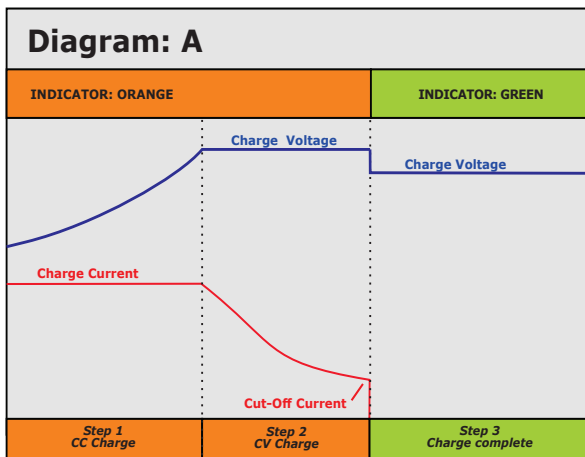 Diagram: A
INDICATOR: ORANGE
INDICATOR: GREEN
Charge Voltage
Charge Voltage
Charge Current
Cut-Off Current
Step 1
CC Charge
Step 2
CV Charge
Step 3
Charge complete